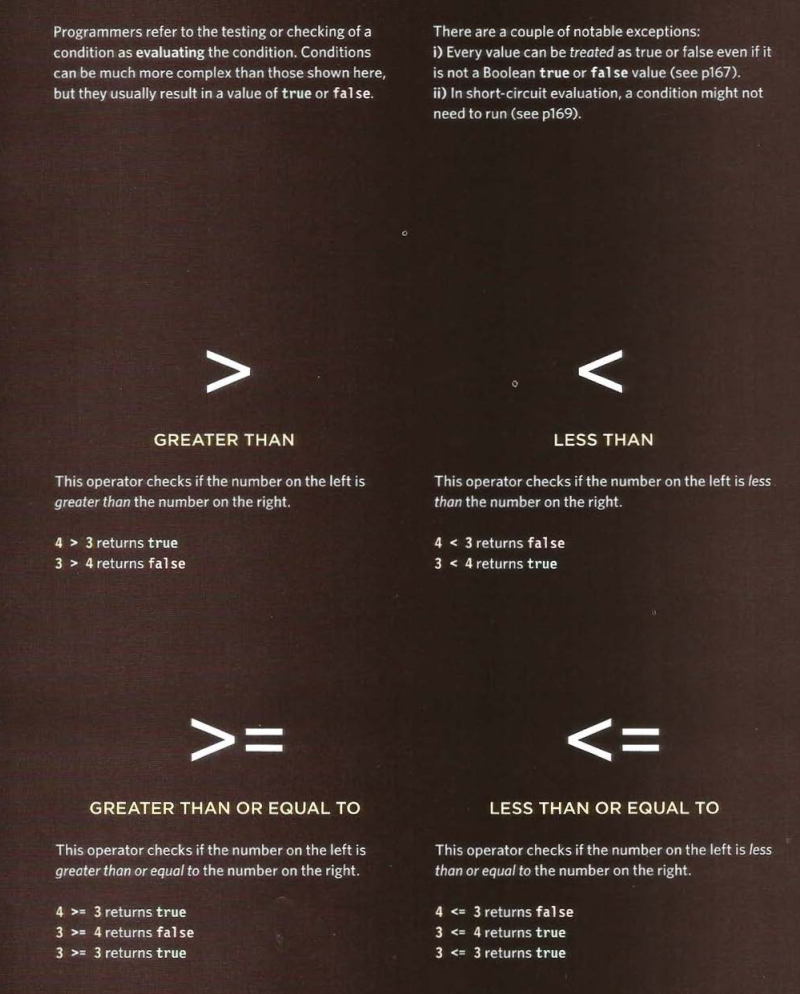 Programmers refer to the testing or checking of a
condition as evaluating the condition. Conditions
can be much more complex than those shown here,
but they usually result in a value of true or false.
There are a couple of notable exceptions:
i) Every value can be treated as true or false even if it
is not a Boolean true or false value (see p167).
ii) In short-circuit evaluation, a condition might not
need to run (see p169).
>
GREATER THAN
This operator checks if the number on the left is
greater than the number on the right.
4 > 3 returns true
3 > 4 returns false
<
LESS THAN
This operator checks if the number on the left is less
than the number on the right.
4 < 3 returns false
3 < 4 returns true
>=
GREATER THAN OR EQUAL TO
This operator checks if the number on the left is
greater than or equal to the number on the right.
4 >= 3 returns true
3 >= 4 returns false
3 >= 3 returns true
<=
LESS THAN OR EQUAL TO
This operator checks if the number on the left is less
than or equal to the number on the right.
4 <= 3 returns false
3 <= 4 returns true
3 <= 3 returns true